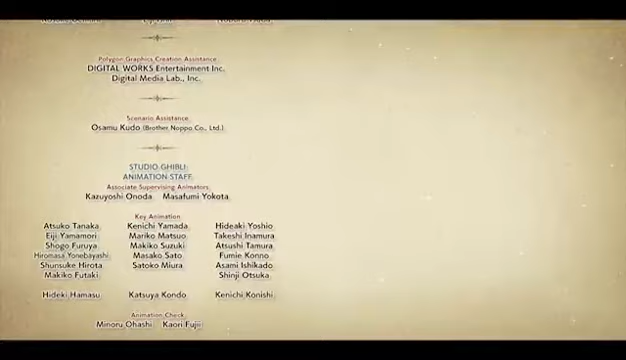 Polygon Graphics Creation Assistance
DIGITAL WORKS Entertainment Inc.
Digital Media Lab., Inc.
Scenario Assistance
Osamu Kudo (Brother Noppo Co., Ltd.)
STUDIO GHIBLI
ANIMATION STAFF
Associate Supervising Animators
Kazuyoshi Onoda Masafumi Yokota
Key Animation
Atsuko Tanaka Kenichi Yamada Hideaki Yoshio
Eiji Yamamori Mariko Matsuo Takeshi Inamura
Shogo Furuya Makiko Suzuki Atsushi Tamura
Hiromasa Yonebayashi Masako Sato Fumie Konno
Shunsuke Hirota Satoko Miura Asami Ishikado
Makiko Futaki Shinji Otsuka
Hideki Hamasu Katsuya Kondo Kenichi Konishi
Animation Check
Minoru Ohashi Kaori Fujii